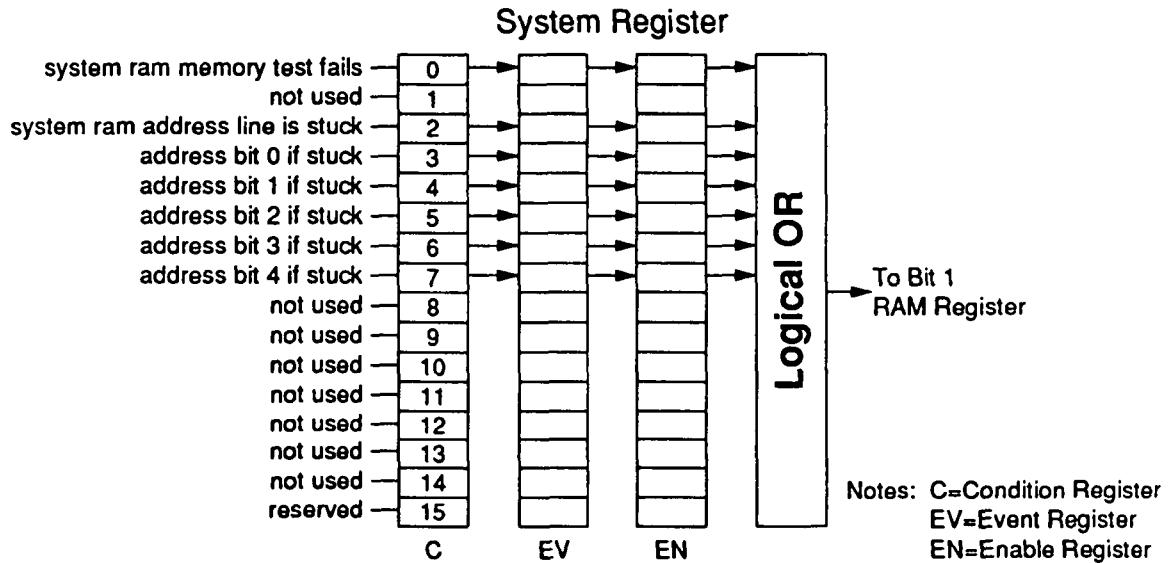 System Register
system ram memory test fails 0
not used 1
system ram address line is stuck 2
address bit 0 if stuck 3
address bit 1 if stuck 4
address bit 2 if stuck 5
address bit 3 if stuck 6
address bit 4 if stuck 7
not used 8
not used 9
not used 10
not used 11
not used 12
not used 13
not used 14
reserved 15
C EV EN
Logical OR
To Bit 1
RAM Register
Notes: C=Condition Register
EV=Event Register
EN=Enable Register